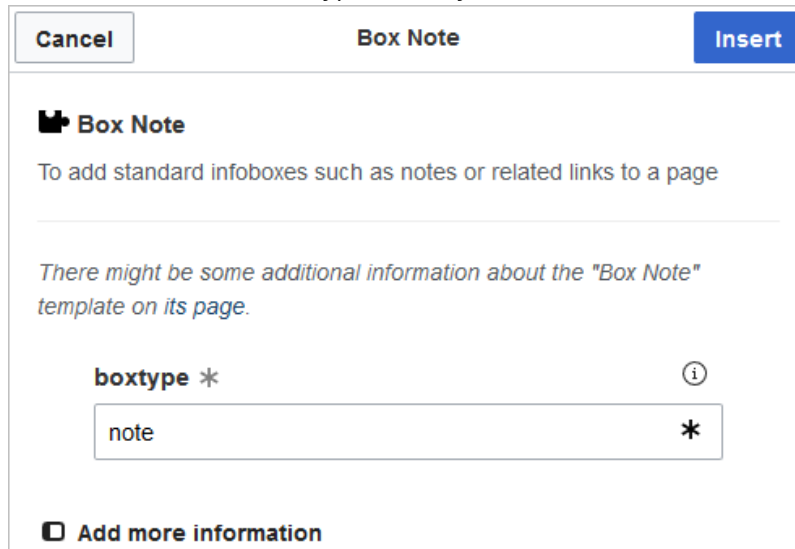 Cancel Box Note Insert
Box Note
To add standard infoboxes such as notes or related links to a page
There might be some additional information about the "Box Note"
template on its page.
boxtype *
note *
Add more information